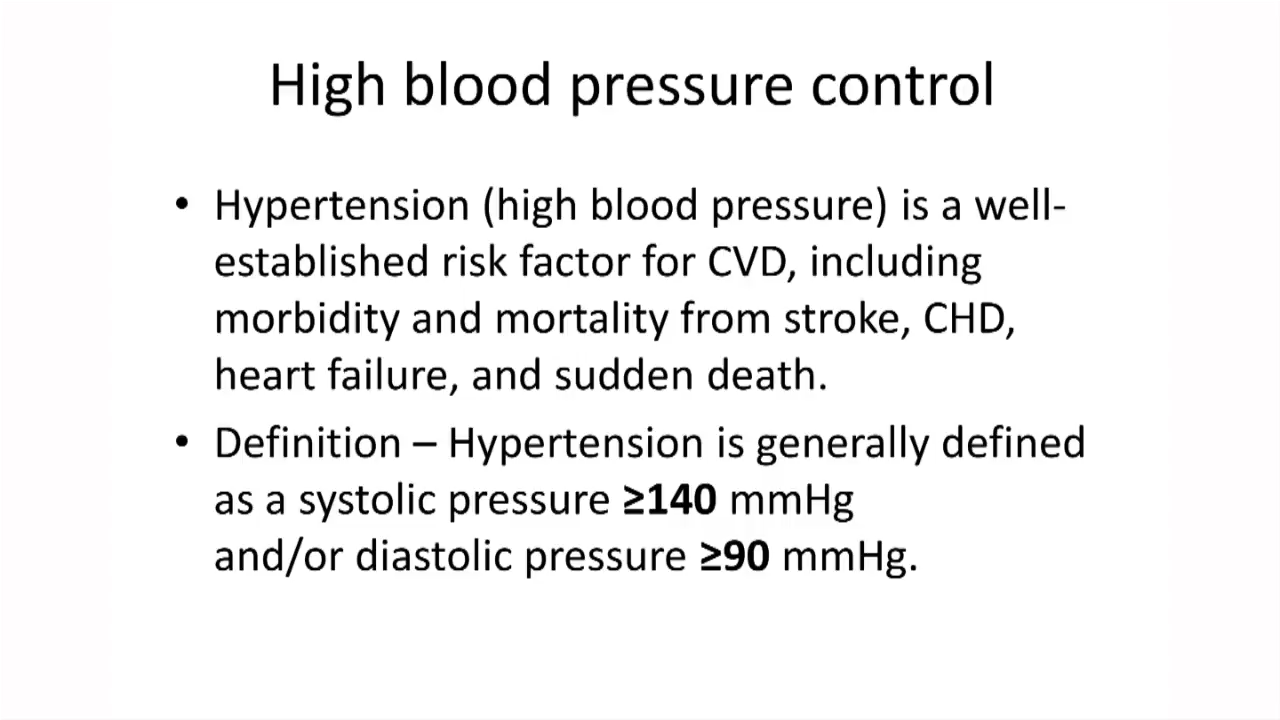 High blood pressure control
• Hypertension (high blood pressure) is a well-
established risk factor for CVD, including
morbidity and mortality from stroke, CHD,
heart failure, and sudden death.
• Definition – Hypertension is generally defined
as a systolic pressure ≥140 mmHg
and/or diastolic pressure ≥90 mmHg.